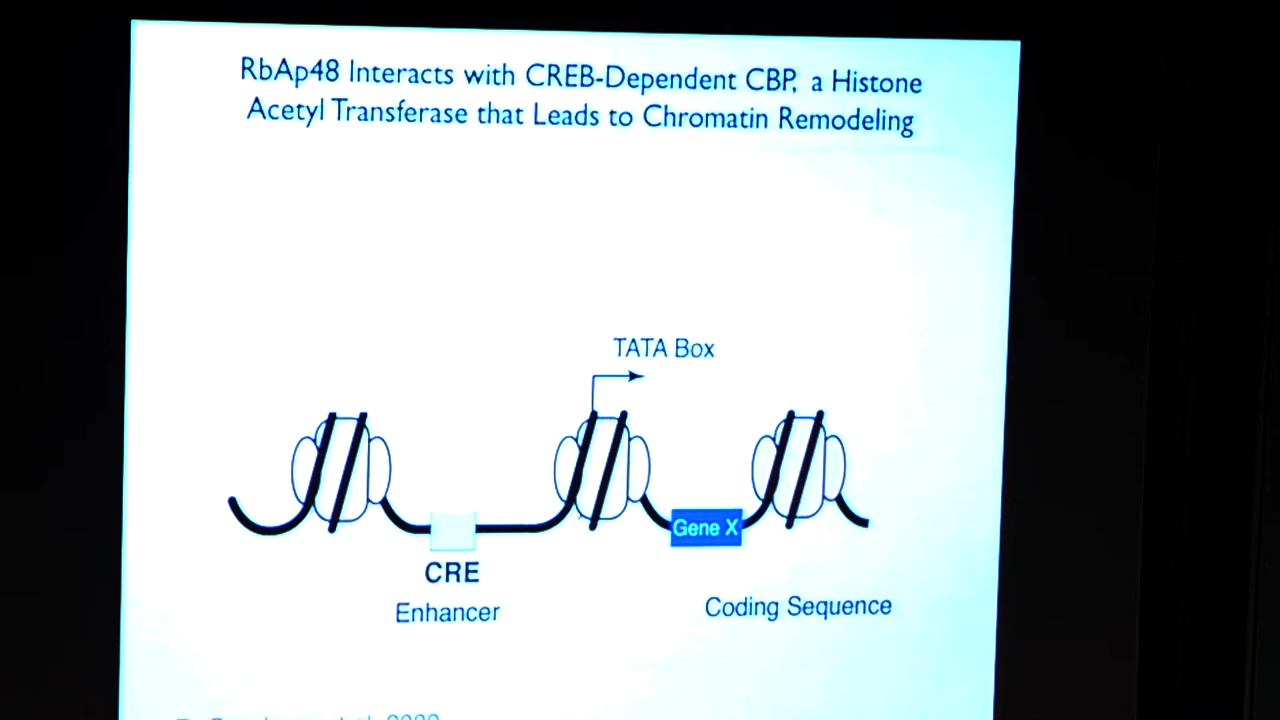 RbAp48 Interacts with CREB-Dependent CBP, a Histone
Acetyl Transferase that Leads to Chromatin Remodeling
TATA Box
Gene X
CRE
Enhancer
Coding Sequence